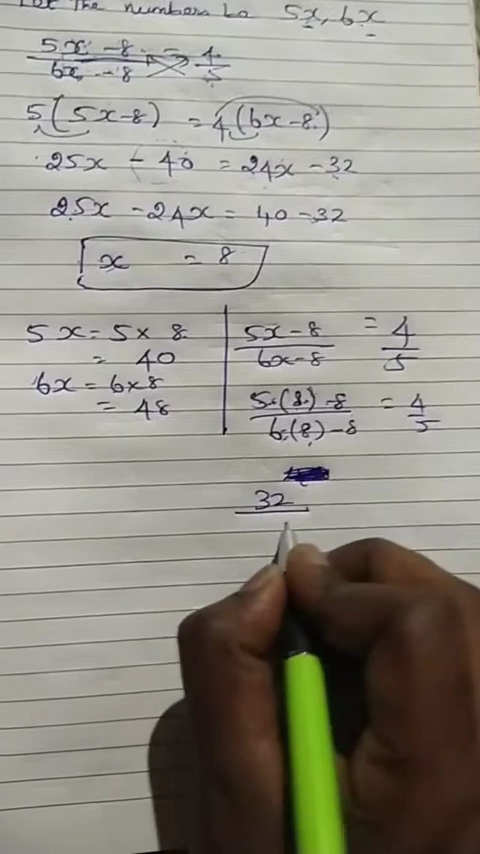 The numbers be 5x, 6x
5x - 8 / 6x - 8 = 4/5
5(5x-8) = 4(6x-8)
25x - 40 = 24x - 32
25x - 24x = 40 - 32
x = 8
5x = 5 × 8
= 40
6x = 6×8
= 48
5x-8 / 6x-8 = 4/5
5.(8) -8 / 6.(8) -8 = 4/5
32